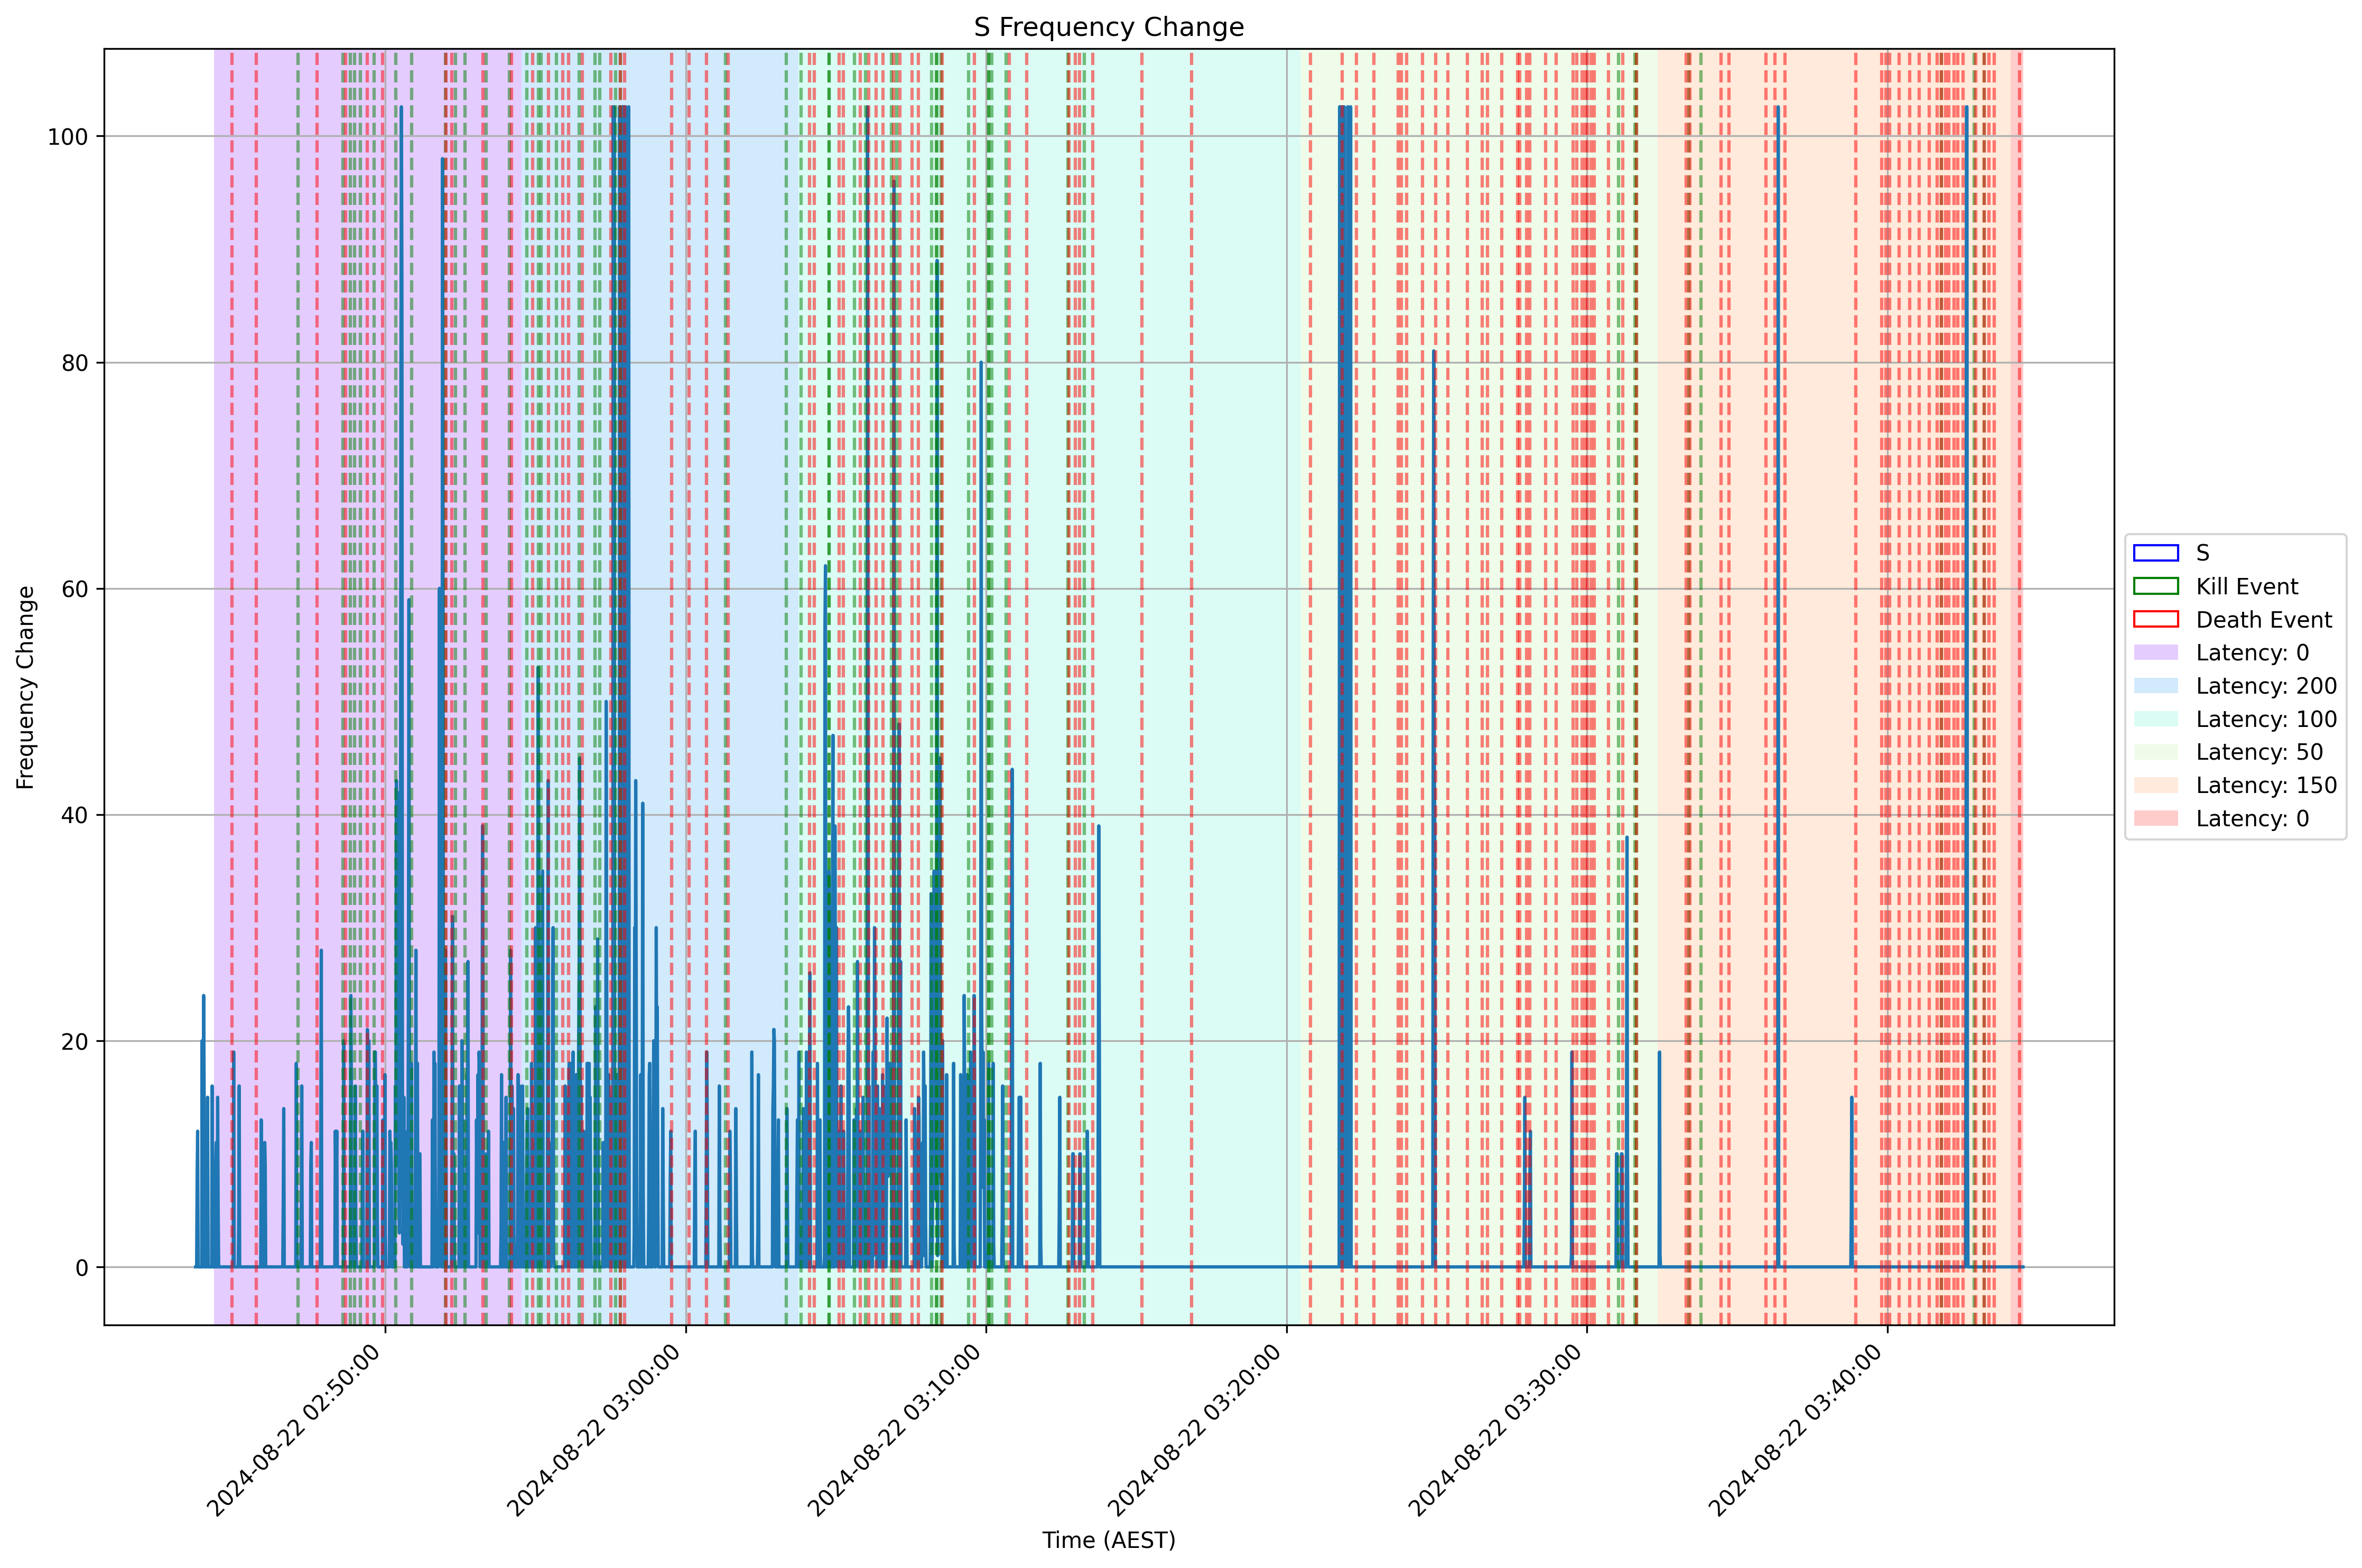 S Frequency Change
Frequency Change
100
80
60
40
20
0
2024-08-22 02:50:00
2024-08-22 03:00:00
2024-08-22 03:10:00
2024-08-22 03:20:00
2024-08-22 03:30:00
2024-08-22 03:40:00
Time (AEST)
S
Kill Event
Death Event
Latency: 0
Latency: 200
Latency: 100
Latency: 50
Latency: 150
Latency: 0